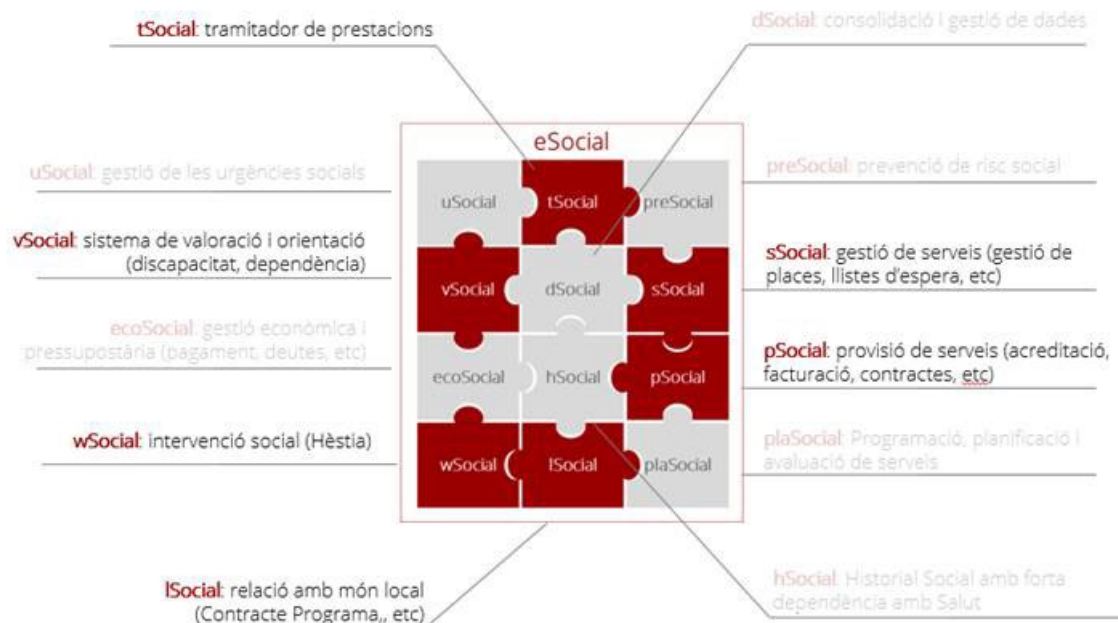 tSocial: tramitador de prestacions
dSocial: consolidació i gestió de dades
eSocial
uSocial: gestió de les urgències socials
preSocial: prevenció de risc social
uSocial
tSocial
preSocial
vSocial: sistema de valoració i orientació
(discapacitat, dependència)
sSocial: gestió de serveis (gestió de
places, llistes d'espera, etc)
vSocial
dSocial
sSocial
ecoSocial: gestió econòmica i
pressupostària (pagament, deutes, etc)
pSocial: provisió de serveis (acreditació,
facturació, contractes, etc)
ecoSocial
hSocial
pSocial
wSocial: intervenció social (Hèstia)
plaSocial: Programació, planificació i
avaluació de serveis
wSocial
lSocial
plaSocial
lSocial: relació amb món local
(Contracte Programa,, etc)
hSocial: Historial Social amb forta
dependència amb Salut